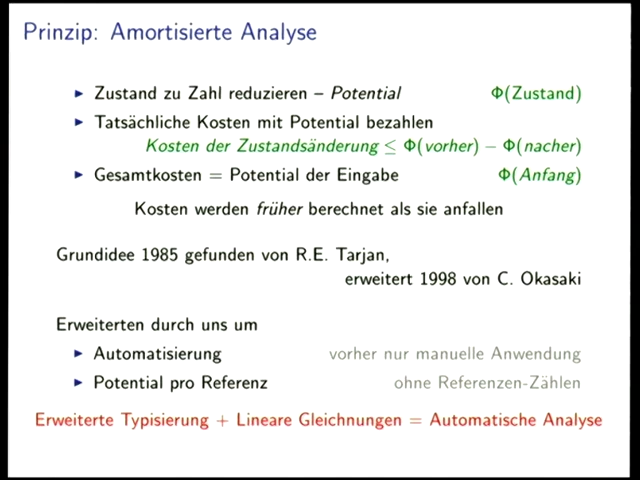 Prinzip: Amortisierte Analyse
▶ Zustand zu Zahl reduzieren – Potential Φ(Zustand)
▶ Tatsächliche Kosten mit Potential bezahlen
Kosten der Zustandsänderung ≤ Φ(vorher) − Φ(nacher)
▶ Gesamtkosten = Potential der Eingabe Φ(Anfang)
Kosten werden früher berechnet als sie anfallen
Grundidee 1985 gefunden von R.E. Tarjan,
erweitert 1998 von C. Okasaki
Erweiterten durch uns um
▶ Automatisierung vorher nur manuelle Anwendung
▶ Potential pro Referenz ohne Referenzen-Zählen
Erweiterte Typisierung + Lineare Gleichnungen = Automatische Analyse